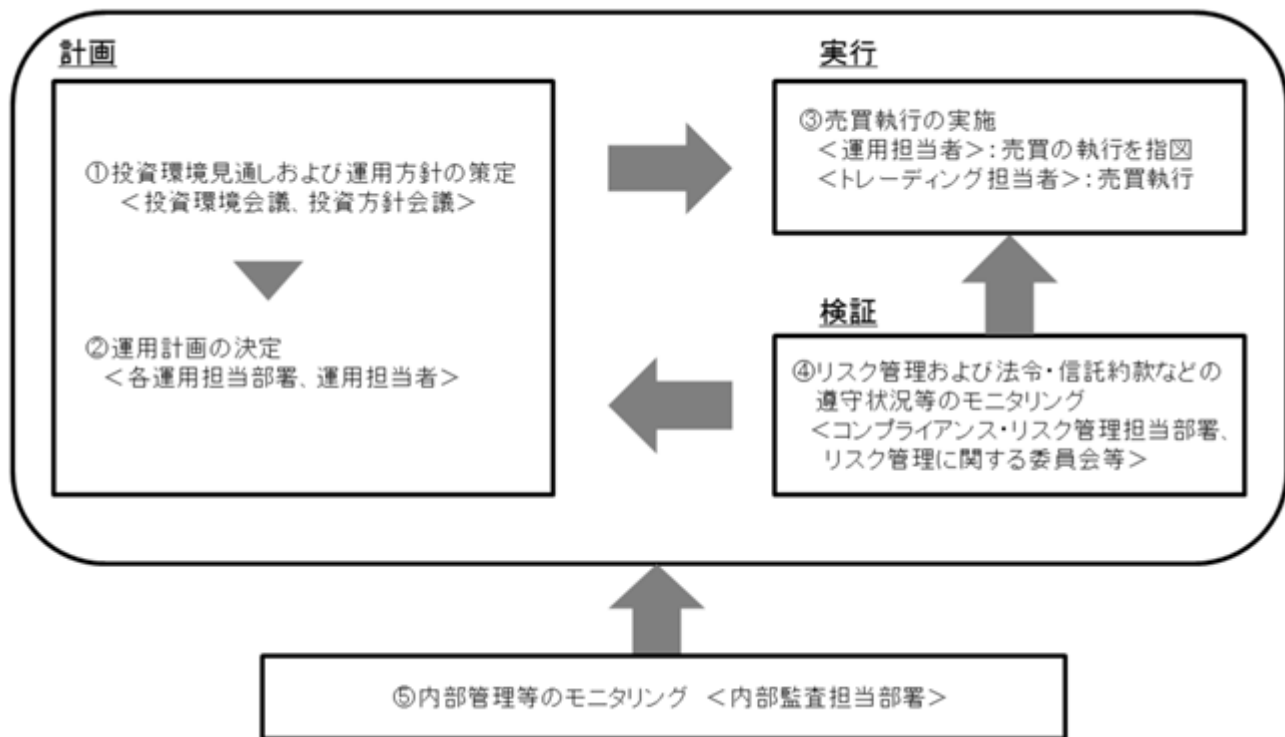 計画
①投資環境見通しおよび運用方針の策定
＜投資環境会議、投資方針会議＞
②運用計画の決定
＜各運用担当部署、運用担当者＞
実行
③売買執行の実施
＜運用担当者＞：売買の執行を指図
＜トレーディング担当者＞：売買執行
検証
④リスク管理および法令・信託約款などの
遵守状況等のモニタリング
＜コンプライアンス・リスク管理担当部署、
リスク管理に関する委員会等＞
⑤内部管理等のモニタリング ＜内部監査担当部署＞